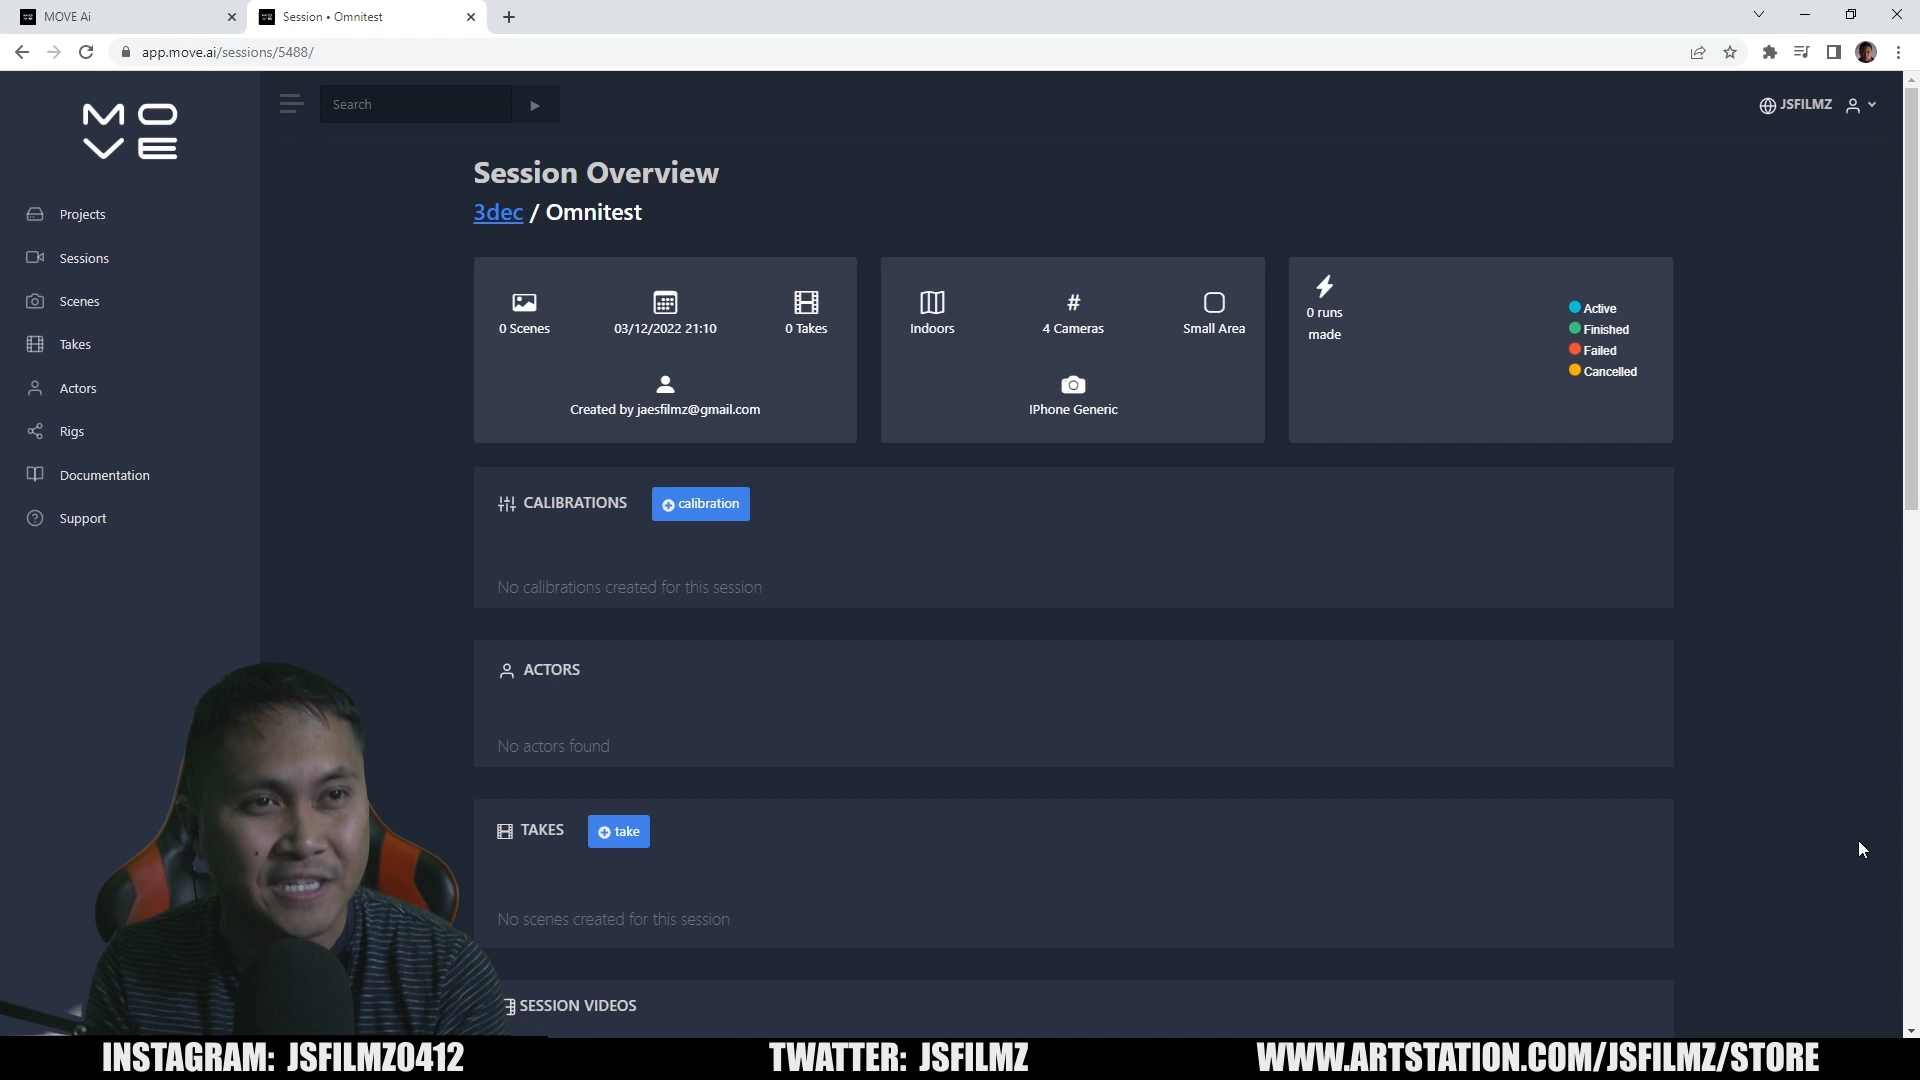 MOVE Ai
Session • Omnitest
app.move.ai/sessions/5488/
MOVE
Search
JSFILMZ
Projects
Sessions
Scenes
Takes
Actors
Rigs
Documentation
Support
Session Overview
3dec / Omnitest
0 Scenes
03/12/2022 21:10
0 Takes
Created by jaesfilmz@gmail.com
Indoors
#
4 Cameras
Small Area
IPhone Generic
0 runs
made
Active
Finished
Failed
Cancelled
CALIBRATIONS
calibration
No calibrations created for this session
ACTORS
No actors found
TAKES
take
No scenes created for this session
SESSION VIDEOS
INSTAGRAM: JSFILMZ0412
TWATTER: JSFILMZ
WWW.ARTSTATION.COM/JSFILMZ/STORE